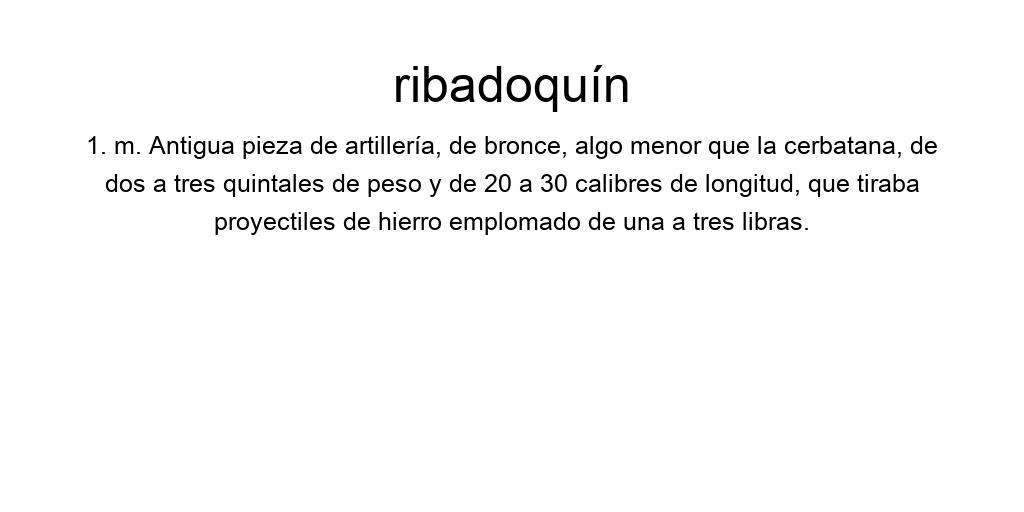 ribadoquín
1. m. Antigua pieza de artillería, de bronce, algo menor que la cerbatana, de
dos a tres quintales de peso y de 20 a 30 calibres de longitud, que tiraba
proyectiles de hierro emplomado de una a tres libras.